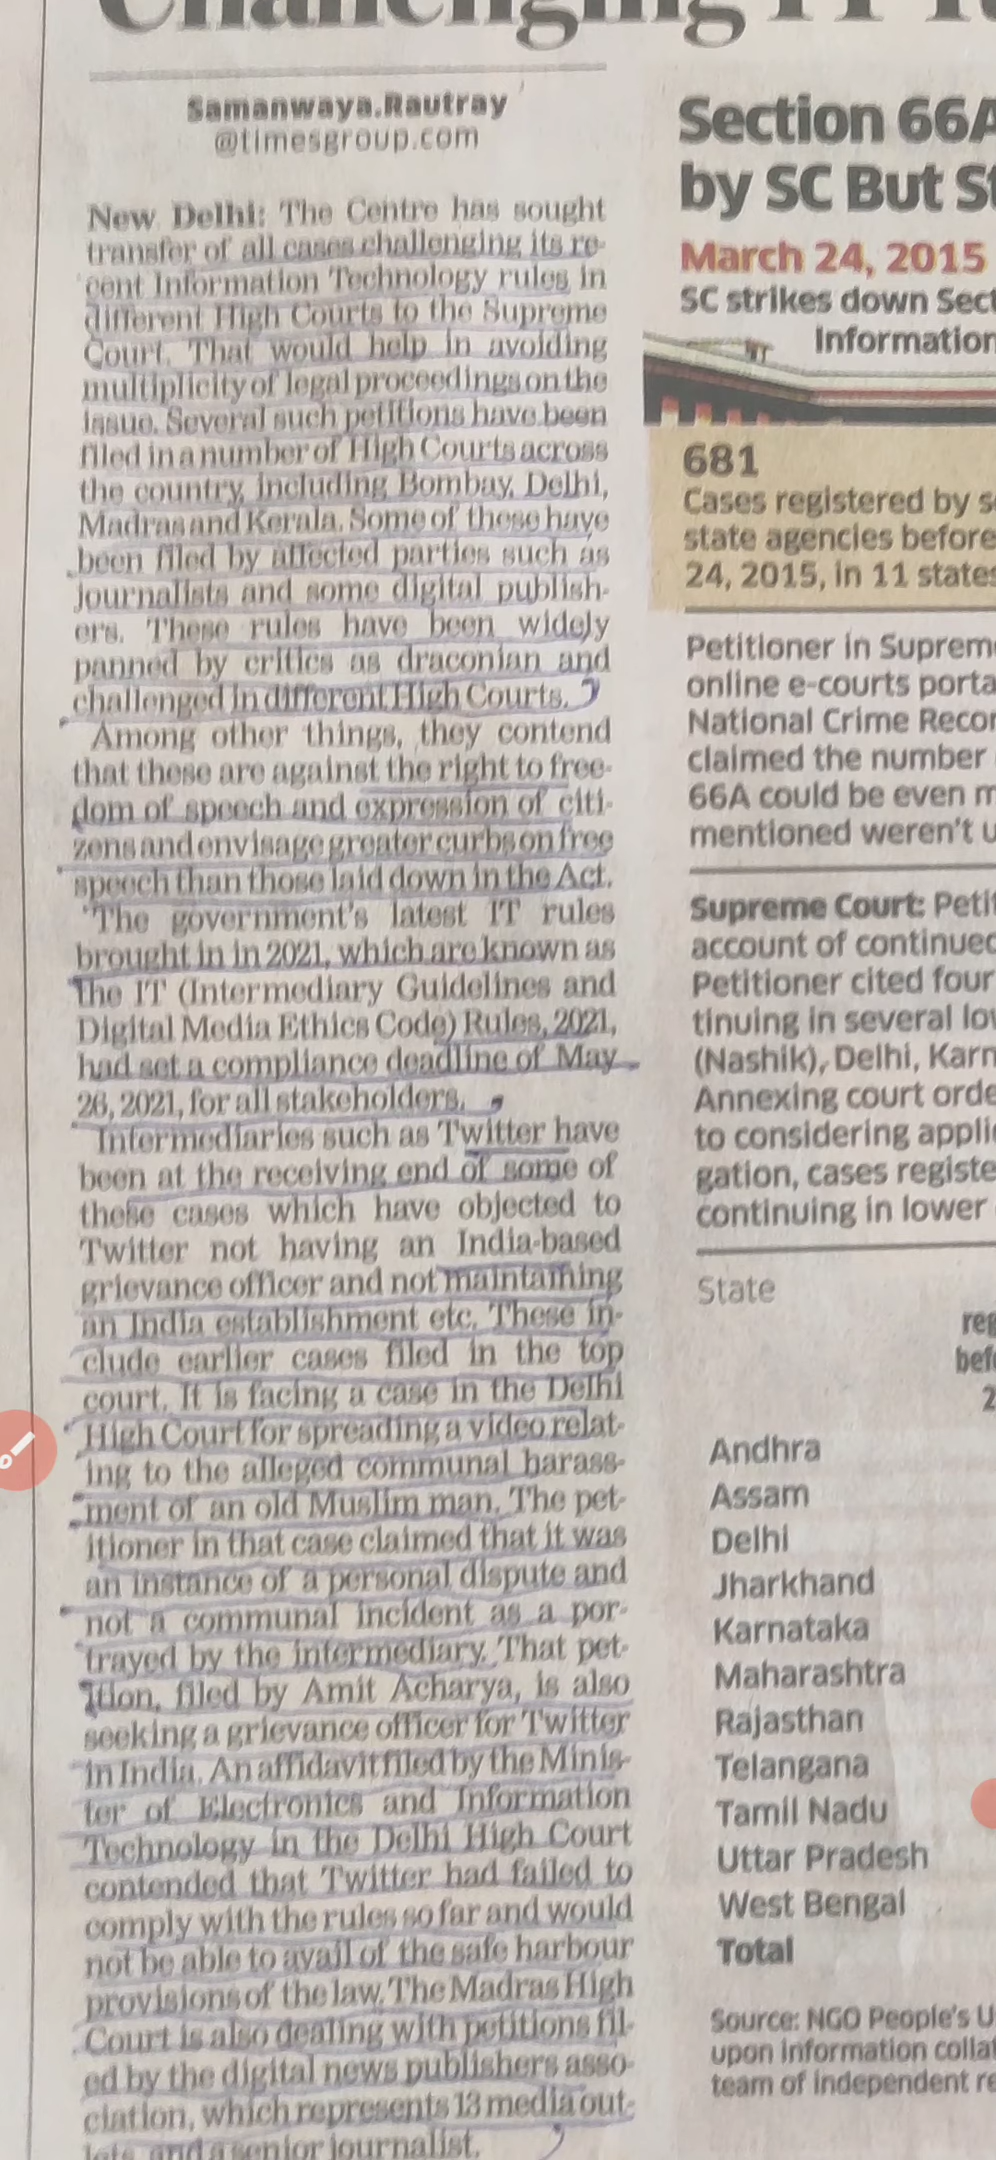 Samanwaya.Rautray
@timesgroup.com
New Delhi: The Centre has sought
transfer of all cases challenging its re-
cent Information Technology rules in
different High Courts to the Supreme
Court. That would help in avoiding
multiplicity of legal proceedings on the
issue. Several such petitions have been
filed in a number of High Courts across
the country, including Bombay, Delhi,
Madras and Kerala. Some of these have
been filed by affected parties such as
journalists and some digital publish-
ers. These rules have been widely
panned by critics as draconian and
challenged in different High Courts.
Among other things, they contend
that these are against the right to free-
dom of speech and expression of citi-
zens and envisage greater curbs on free
speech than those laid down in the Act.
The government's latest IT rules
brought in in 2021, which are known as
the IT (Intermediary Guidelines and
Digital Media Ethics Code) Rules, 2021,
had set a compliance deadline of May
26, 2021, for all stakeholders.
Intermediaries such as Twitter have
been at the receiving end of some of
these cases which have objected to
Twitter not having an India-based
grievance officer and not maintaining
an India establishment etc. These in-
clude earlier cases filed in the top
court. It is facing a case in the Delhi
High Court for spreading a video relat-
ing to the alleged communal harass-
ment of an old Muslim man. The pet-
itioner in that case claimed that it was
an instance of a personal dispute and
not a communal incident as a por-
trayed by the intermediary. That pet-
ition, filed by Amit Acharya, is also
seeking a grievance officer for Twitter
in India. An affidavit filed by the Minis-
ter of Electronics and Information
Technology in the Delhi High Court
contended that Twitter had failed to
comply with the rules so far and would
not be able to avail of the safe harbour
provisions of the law. The Madras High
Court is also dealing with petitions fil-
ed by the digital news publishers asso-
ciation, which represents 13 media out-
lets, and a senior journalist.
Section 66A
by SC But St
March 24, 2015
SC strikes down Sect
Information
681
Cases registered by s
state agencies before
24, 2015, in 11 states
Petitioner in Suprem
online e-courts porta
National Crime Recor
claimed the number
66A could be even m
mentioned weren't u
Supreme Court: Petit
account of continued
Petitioner cited four
tinuing in several lo
(Nashik), Delhi, Karn
Annexing court orde
to considering applic
gation, cases registe
continuing in lower
State
reg
befo
2
Andhra
Assam
Delhi
Jharkhand
Karnataka
Maharashtra
Rajasthan
Telangana
Tamil Nadu
Uttar Pradesh
West Bengal
Total
Source: NGO People's U
upon information collat
team of independent re